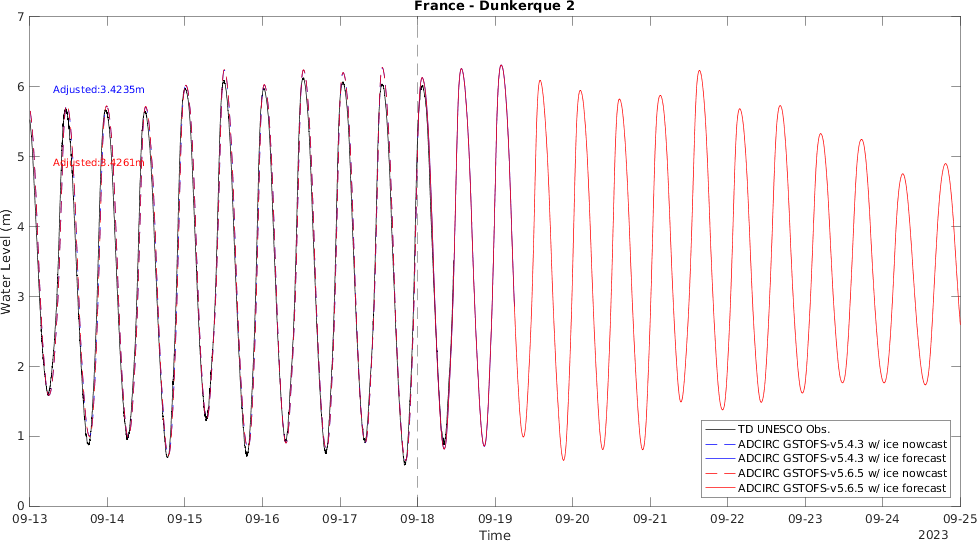 France - Dunkerque 2
7
6
5
4
3
2
1
0
Water Level (m)
Adjusted:3.4235m
Adjusted:3.4261m
TD UNESCO Obs.
ADCIRC GSTOFS-v5.4.3 w/ ice nowcast
ADCIRC GSTOFS-v5.4.3 w/ ice forecast
ADCIRC GSTOFS-v5.6.5 w/ ice nowcast
ADCIRC GSTOFS-v5.6.5 w/ ice forecast
09-13 09-14 09-15 09-16 09-17 09-18 09-19 09-20 09-21 09-22 09-23 09-24 09-25
Time
2023